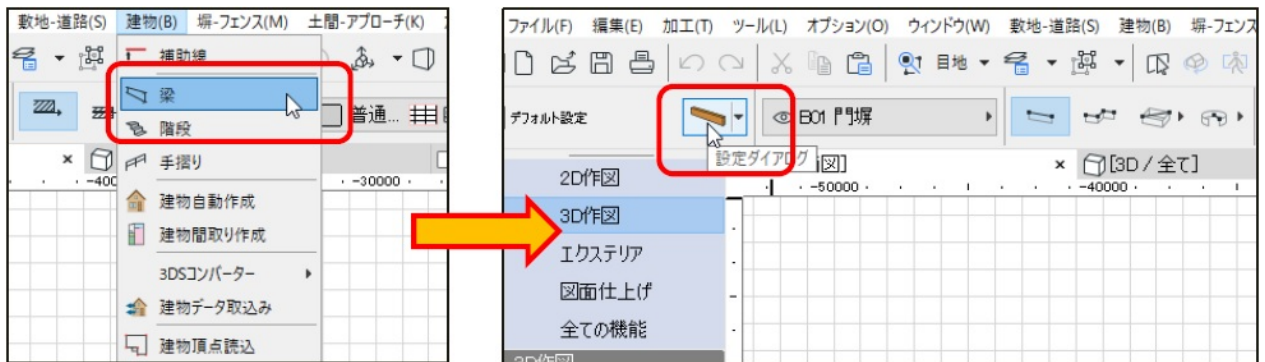 敷地-道路(S) 建物(B) 塀-フェンス(M) 土間-アプローチ(K)
補助線
梁
階段
普通...
手摺り
-400
-30000
建物自動作成
建物間取り作成
3DSコンバーター
建物データ取込み
建物頂点読込
ファイル(F) 編集(E) 加工(T) ツール(L) オプション(O) ウィンドウ(W) 敷地-道路(S) 建物(B) 塀-フェンス
目地
デフォルト設定
B01 門塀
設定ダイアログ
図]
[3D / 全て]
-50000
-40000
2D作図
3D作図
エクステリア
図面仕上げ
全ての機能
2D作図